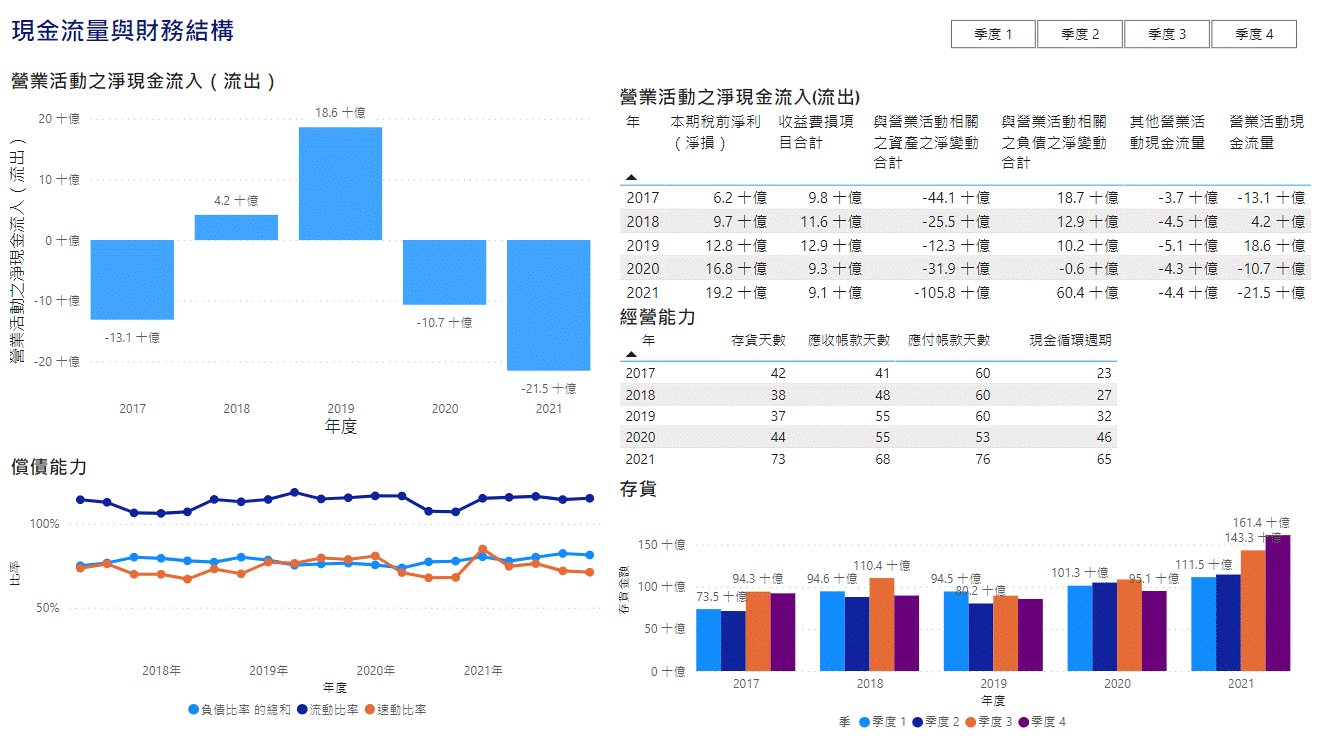 現金流量與財務結構
季度 1
季度 2
季度 3
季度 4
營業活動之淨現金流入（流出）
營業活動之淨現金流入（流出）
20 十億
10 十億
0 十億
-10 十億
-20 十億
-13.1 十億
4.2 十億
18.6 十億
-10.7 十億
-21.5 十億
2017 2018 2019 2020 2021
年度
營業活動之淨現金流入(流出)
年 本期稅前淨利 收益費損項 與營業活動相關 與營業活動相關 其他營業活 營業活動現
（淨損） 目合計 之資產之淨變動 之負債之淨變動 動現金流量 金流量
合計 合計
2017 6.2 十億 9.8 十億 -44.1 十億 18.7 十億 -3.7 十億 -13.1 十億
2018 9.7 十億 11.6 十億 -25.5 十億 12.9 十億 -4.5 十億 4.2 十億
2019 12.8 十億 12.9 十億 -12.3 十億 10.2 十億 -5.1 十億 18.6 十億
2020 16.8 十億 9.3 十億 -31.9 十億 -0.6 十億 -4.3 十億 -10.7 十億
2021 19.2 十億 9.1 十億 -105.8 十億 60.4 十億 -4.4 十億 -21.5 十億
經營能力
年 存貨天數 應收帳款天數 應付帳款天數 現金循環週期
2017 42 41 60 23
2018 38 48 60 27
2019 37 55 60 32
2020 44 55 53 46
2021 73 68 76 65
償債能力
比率
100%
50%
2018年 2019年 2020年 2021年
年度
負債比率 的總和 流動比率 速動比率
存貨
存貨金額
150 十億
100 十億
50 十億
0 十億
73.5 十億
94.3 十億
94.6 十億
110.4 十億
94.5 十億
80.2 十億
101.3 十億
95.1 十億
111.5 十億
143.3 十億
161.4 十億
2017 2018 2019 2020 2021
年度
季 季度 1 季度 2 季度 3 季度 4